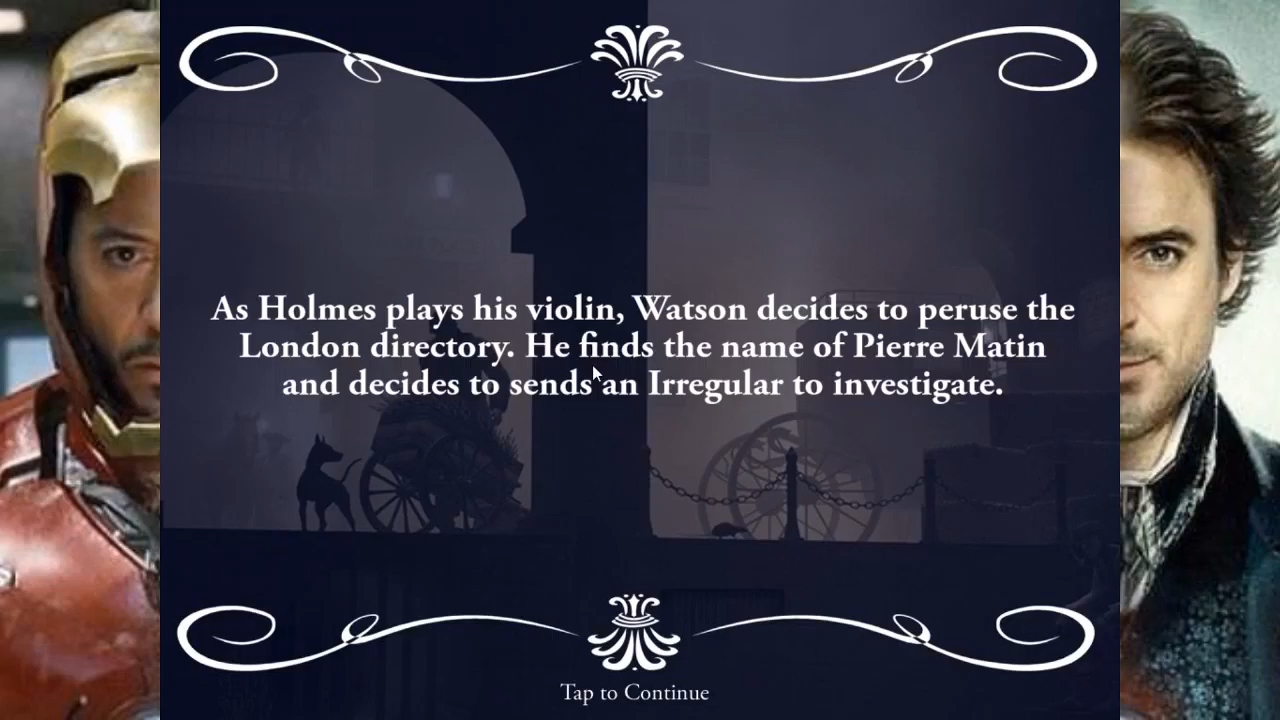 As Holmes plays his violin, Watson decides to peruse the
London directory. He finds the name of Pierre Matin
and decides to sends an Irregular to investigate.
Tap to Continue